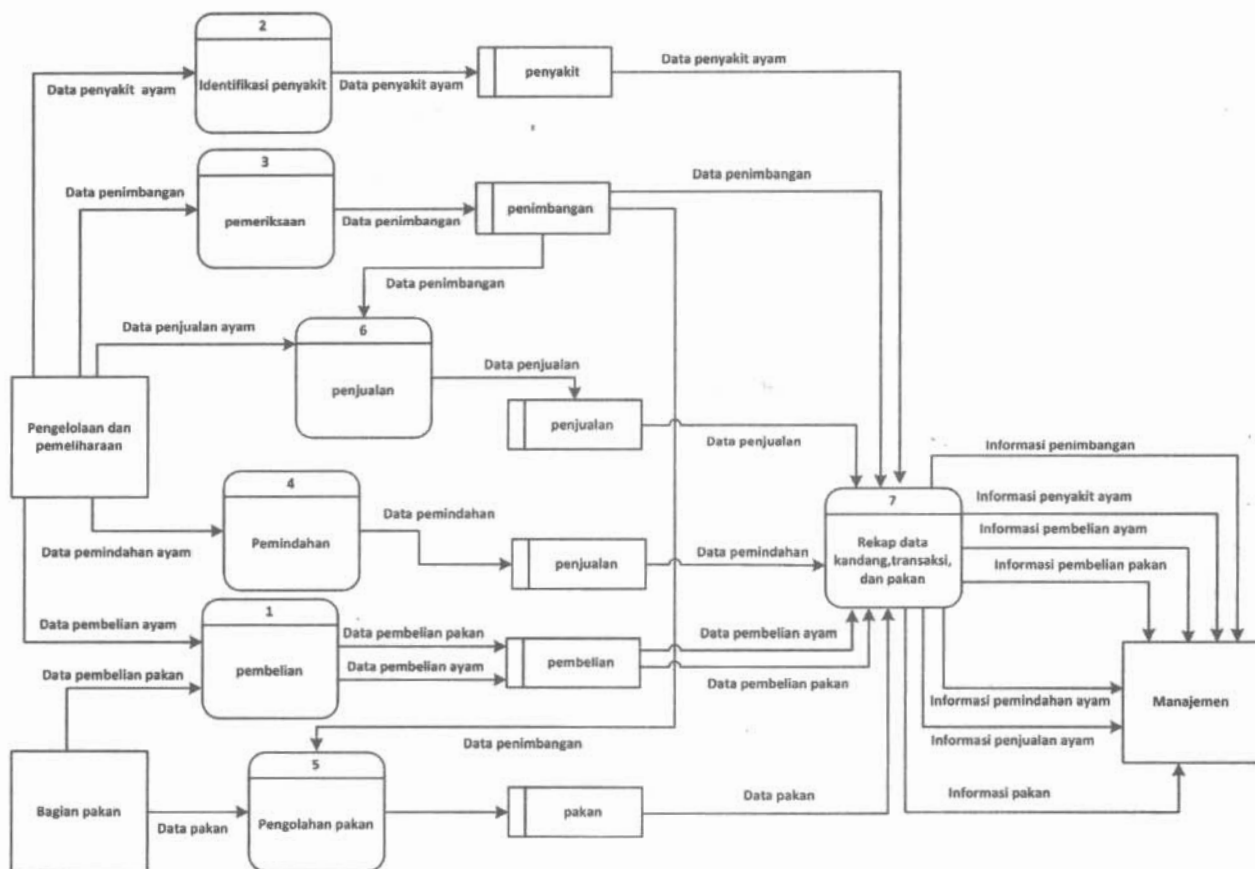 2
Identifikasi penyakit
Data penyakit ayam
Data penyakit ayam
penyakit
Data penyakit ayam
3
pemeriksaan
Data penimbangan
Data penimbangan
penimbangan
Data penimbangan
Data penimbangan
Data penjualan ayam
6
penjualan
Data penjualan
penjualan
Data penjualan
Pengelolaan dan
pemeliharaan
4
Pemindahan
Data pemindahan ayam
Data pemindahan
penjualan
Data pemindahan
7
Rekap data
kandang,transaksi,
dan pakan
Informasi penimbangan
Informasi penyakit ayam
Informasi pembelian ayam
Informasi pembelian pakan
Data pembelian ayam
1
pembelian
Data pembelian pakan
Data pembelian pakan
Data pembelian ayam
pembelian
Data pembelian ayam
Data pembelian pakan
Manajemen
Informasi pemindahan ayam
Informasi penjualan ayam
Informasi pakan
Data penimbangan
Bagian pakan
Data pakan
5
Pengolahan pakan
pakan
Data pakan